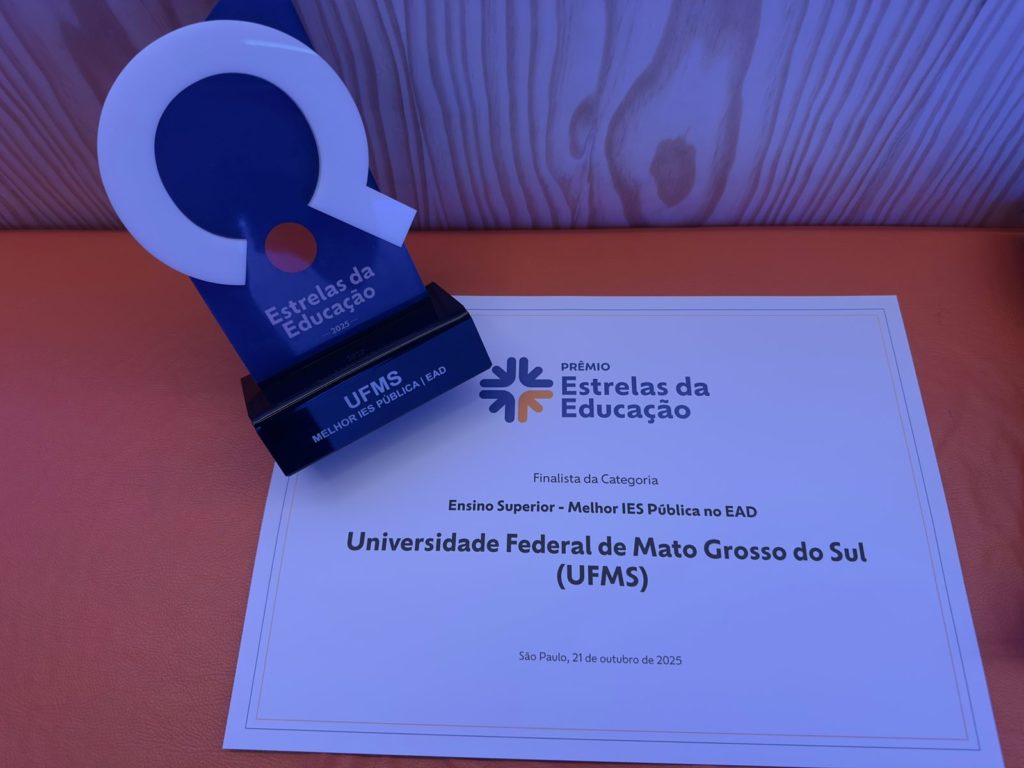 Estrelas da
Educação
— 2025 —
UFMS
MELHOR IES PÚBLICA | EAD
PRÊMIO
Estrelas da
Educação
Finalista da Categoria
Ensino Superior - Melhor IES Pública no EAD
Universidade Federal de Mato Grosso do Sul
(UFMS)
São Paulo, 21 de outubro de 2025